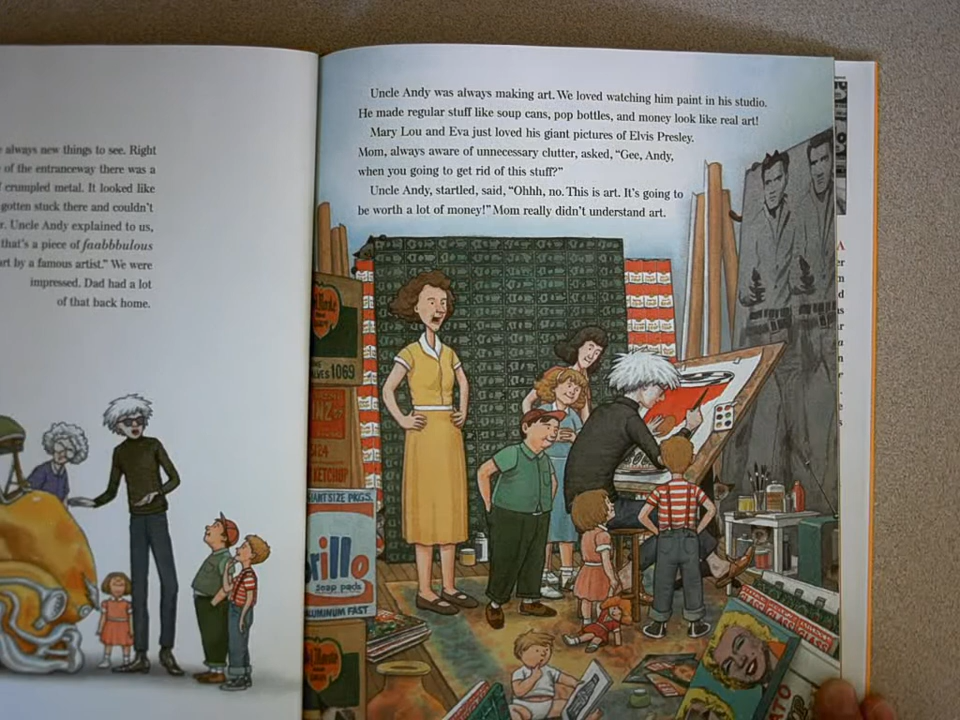 always new things to see. Right
of the entranceway there was a
crumpled metal. It looked like
gotten stuck there and couldn't
r. Uncle Andy explained to us,
that's a piece of faabbbulous
art by a famous artist." We were
impressed. Dad had a lot
of that back home.
Uncle Andy was always making art. We loved watching him paint in his studio.
He made regular stuff like soup cans, pop bottles, and money look like real art!
Mary Lou and Eva just loved his giant pictures of Elvis Presley.
Mom, always aware of unnecessary clutter, asked, "Gee, Andy,
when you going to get rid of this stuff?"
Uncle Andy, startled, said, "Ohhh, no. This is art. It's going to
be worth a lot of money!" Mom really didn't understand art.
1069
KETCHUP
GIANT SIZE PKGS.
rillo
soap pads
ALUMINUM FAST